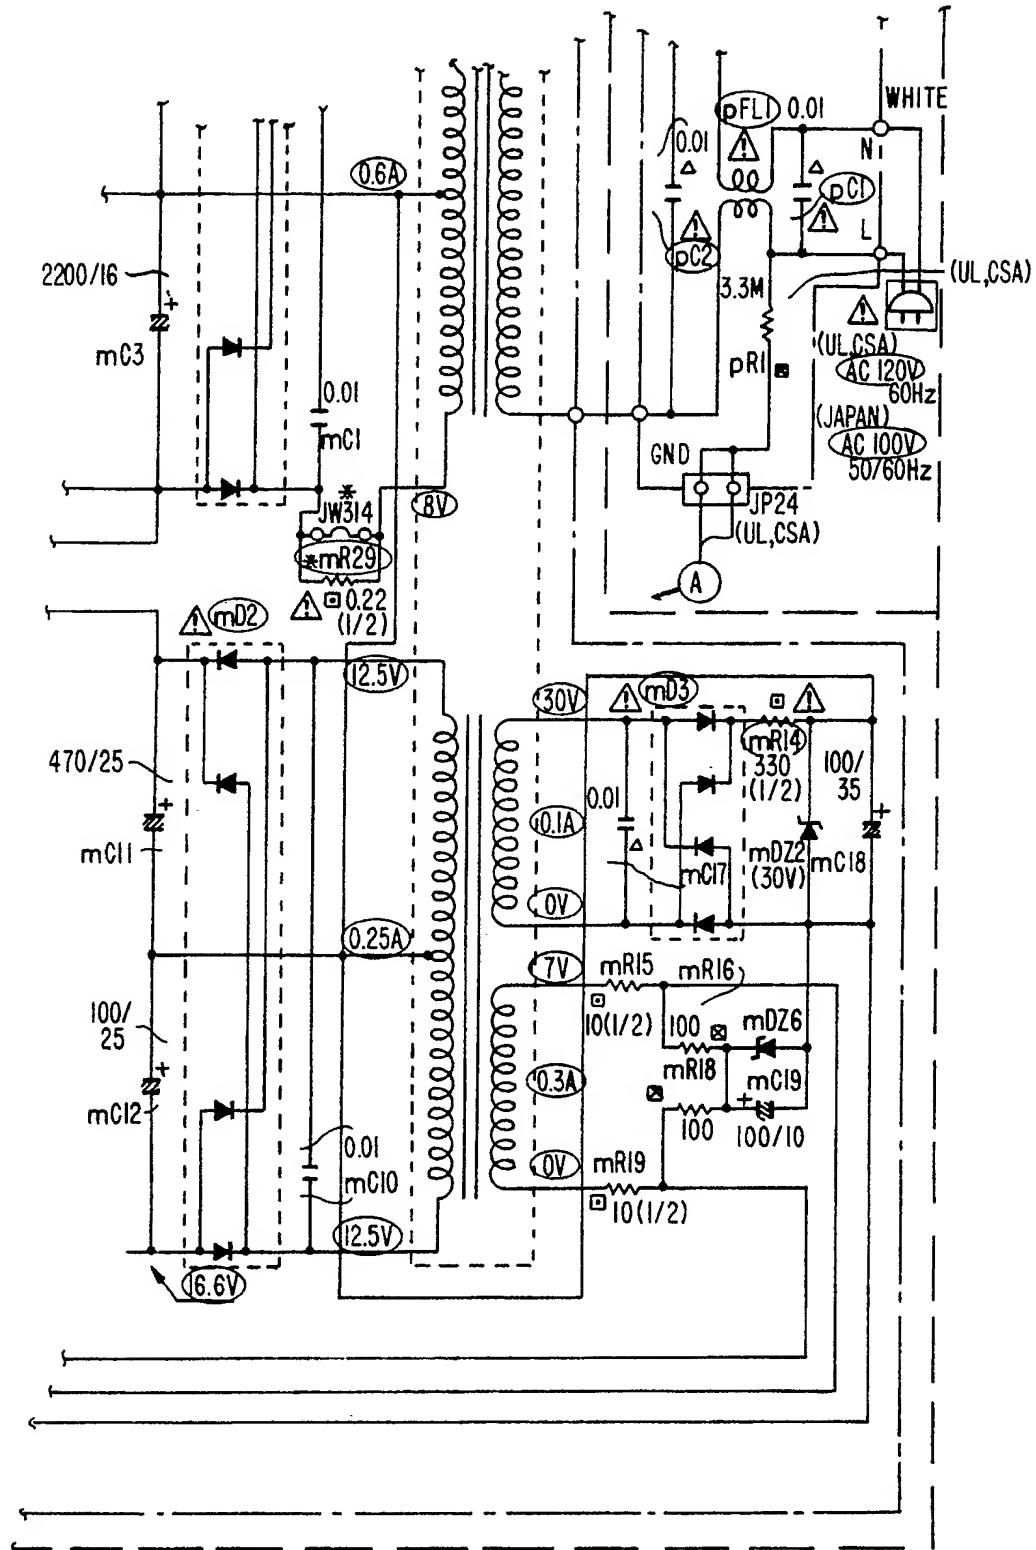 WHITE
pFL1
0.01
0.01
N
pC1
L
pC2
0.6A
2200/16
+
mC3
0.01
mC1
3.3M
pR1
(UL,CSA)
(UL,CSA)
AC 120V
60Hz
(JAPAN)
AC 100V
50/60Hz
GND
JP24
(UL,CSA)
A
8V
*
JW314
*mR29
0.22
(1/2)
mD2
12.5V
470/25
+
mC11
0.25A
100/
25
+
mC12
0.01
mC10
12.5V
16.6V
30V
mD3
mR14
330
(1/2)
100/
35
+
0.01
0.1A
mC17
mDZ2
(30V)
mC18
0V
7V
mR15
10(1/2)
mR16
100
mR18
mDZ6
mC19
+
100
100/10
0.3A
0V
mR19
10(1/2)